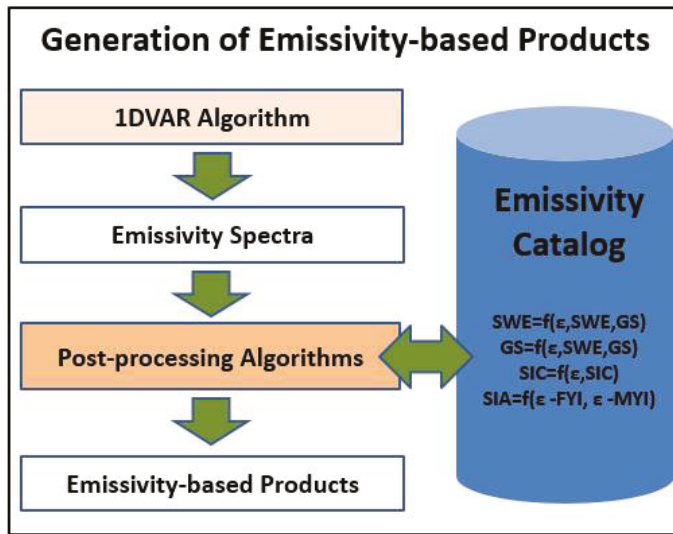 Generation of Emissivity-based Products
1DVAR Algorithm
Emissivity Spectra
Post-processing Algorithms
Emissivity-based Products
Emissivity
Catalog
SWE=f(ε,SWE,GS)
GS=f(ε,SWE,GS)
SIC=f(ε,SIC)
SIA=f(ε -FYI, ε -MYI)